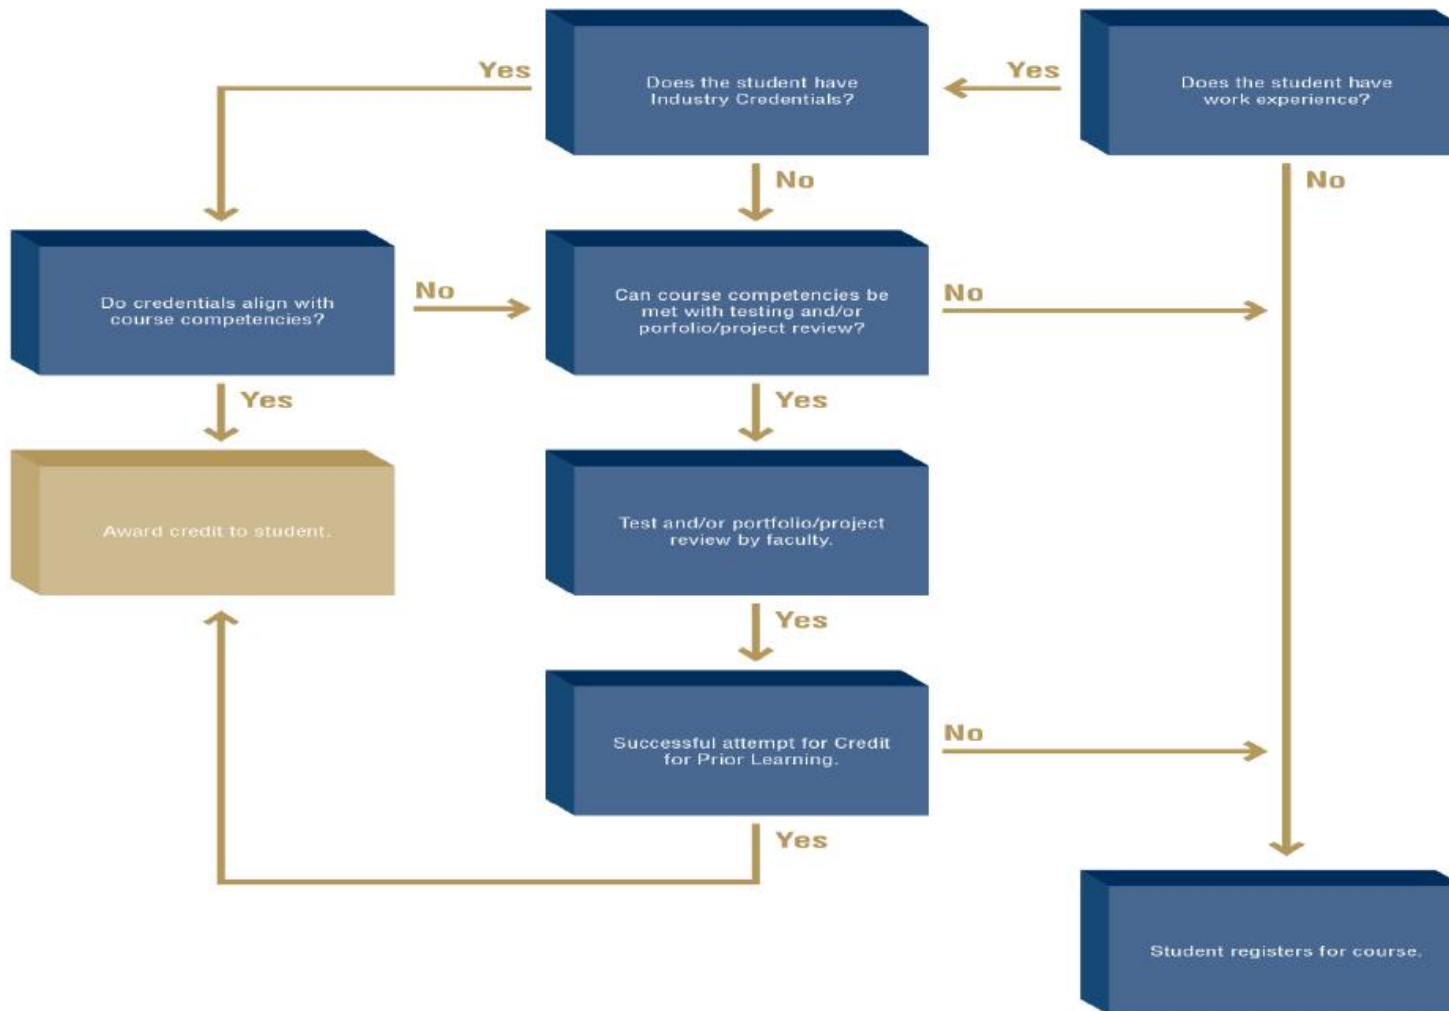 Yes
Does the student have
Industry Credentials?
Yes
Does the student have
work experience?
No
No
Do credentials align with
course competencies?
No
Can course competencies be
met with testing and/or
porfolio/project review?
No
Yes
Yes
Award credit to student.
Test and/or portfolio/project
review by faculty.
Yes
Successful attempt for Credit
for Prior Learning.
No
Yes
Student registers for course.